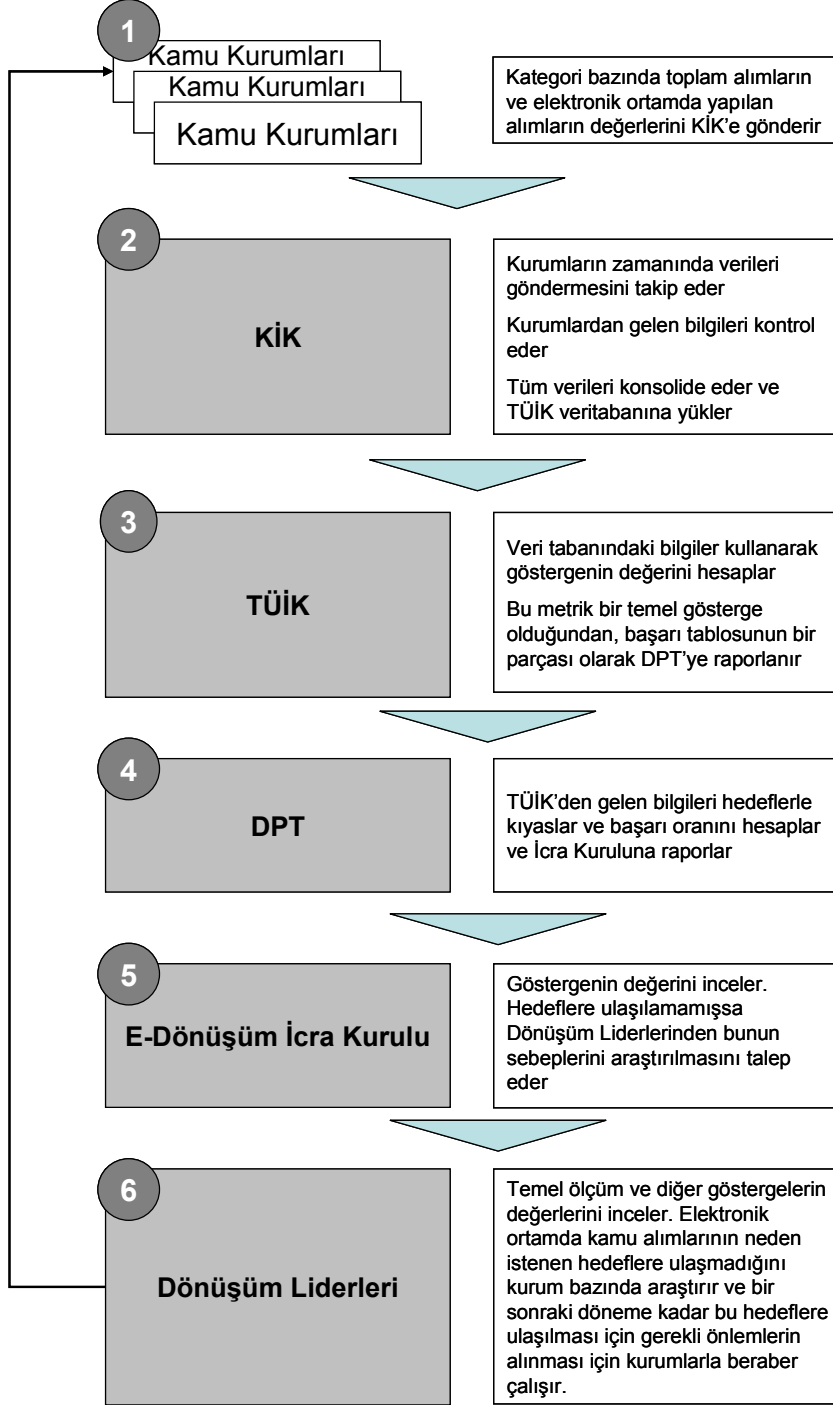 1
Kamu Kurumları
Kamu Kurumları
Kamu Kurumları
Kategori bazında toplam alımların
ve elektronik ortamda yapılan
alımların değerlerini KİK'e gönderir
2
KİK
Kurumların zamanında verileri
göndermesini takip eder
Kurumlardan gelen bilgileri kontrol
eder
Tüm verileri konsolide eder ve
TÜİK veritabanına yükler
3
TÜİK
Veri tabanındaki bilgiler kullanarak
göstergenin değerini hesaplar
Bu metrik bir temel gösterge
olduğundan, başarı tablosunun bir
parçası olarak DPT'ye raporlanır
4
DPT
TÜİK'den gelen bilgileri hedeflerle
kıyaslar ve başarı oranını hesaplar
ve İcra Kuruluna raporlar
5
E-Dönüşüm İcra Kurulu
Göstergenin değerini inceler.
Hedeflere ulaşılamamışsa
Dönüşüm Liderlerinden bunun
sebeplerini araştırılmasını talep
eder
6
Dönüşüm Liderleri
Temel ölçüm ve diğer göstergelerin
değerlerini inceler. Elektronik
ortamda kamu alımlarının neden
istenen hedeflere ulaşmadığını
kurum bazında araştırır ve bir
sonraki döneme kadar bu hedeflere
ulaşılması için gerekli önlemlerin
alınması için kurumlarla beraber
çalışır.